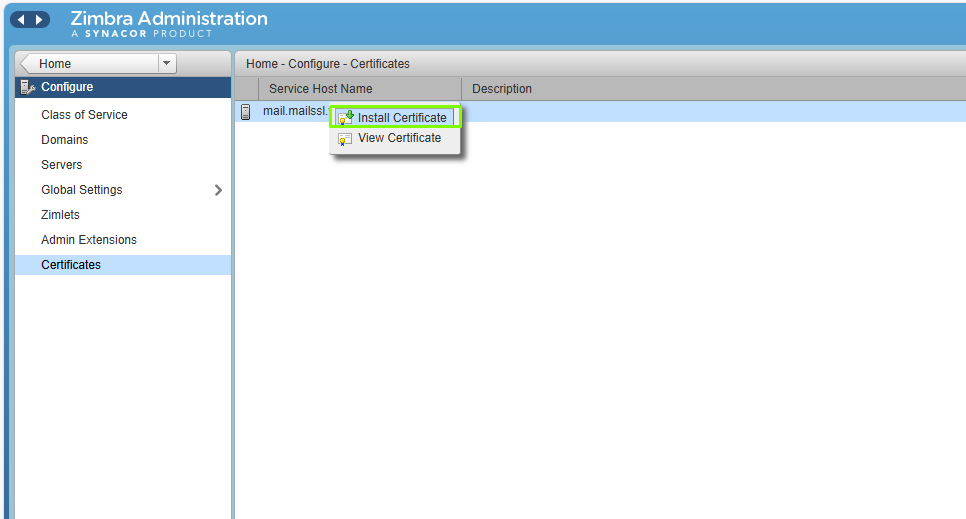 Zimbra Administration
A SYNACOR PRODUCT
Home
Home - Configure - Certificates
Configure
Service Host Name
Description
Class of Service
mail.mailssl.
Install Certificate
View Certificate
Domains
Servers
Global Settings
Zimlets
Admin Extensions
Certificates